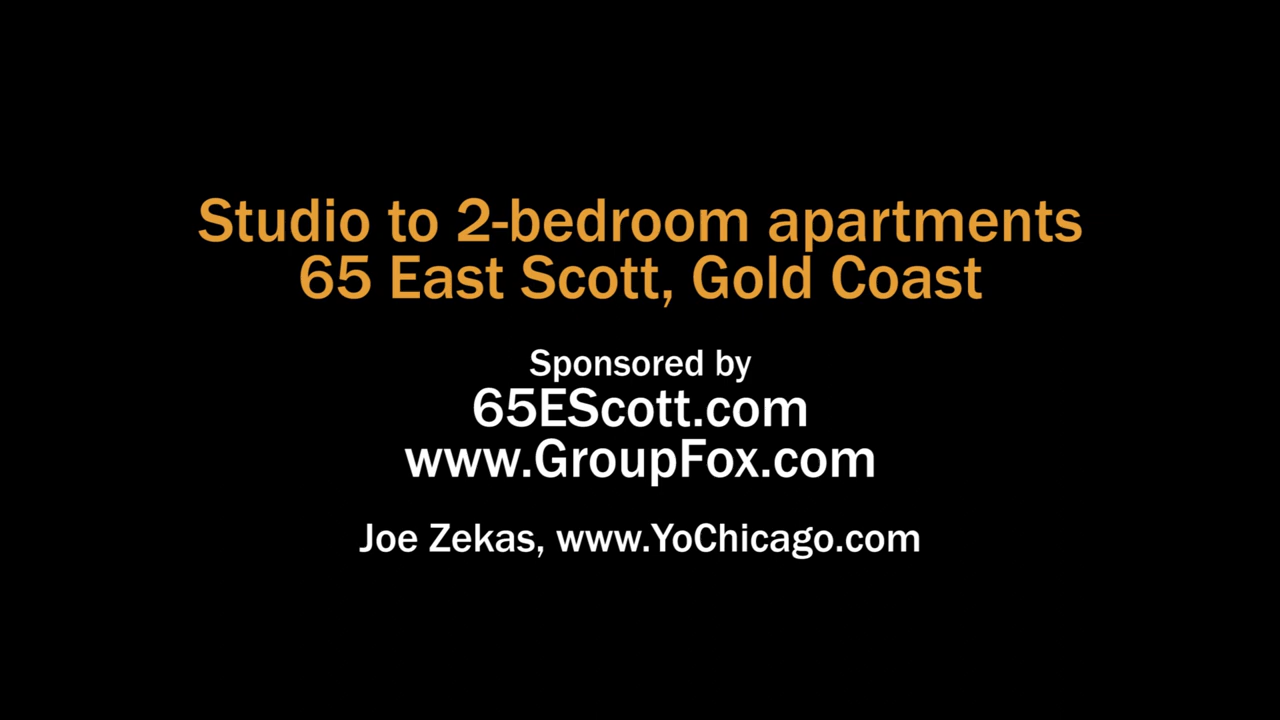 Studio to 2-bedroom apartments
65 East Scott, Gold Coast
Sponsored by
65EScott.com
www.GroupFox.com
Joe Zekas, www.YoChicago.com